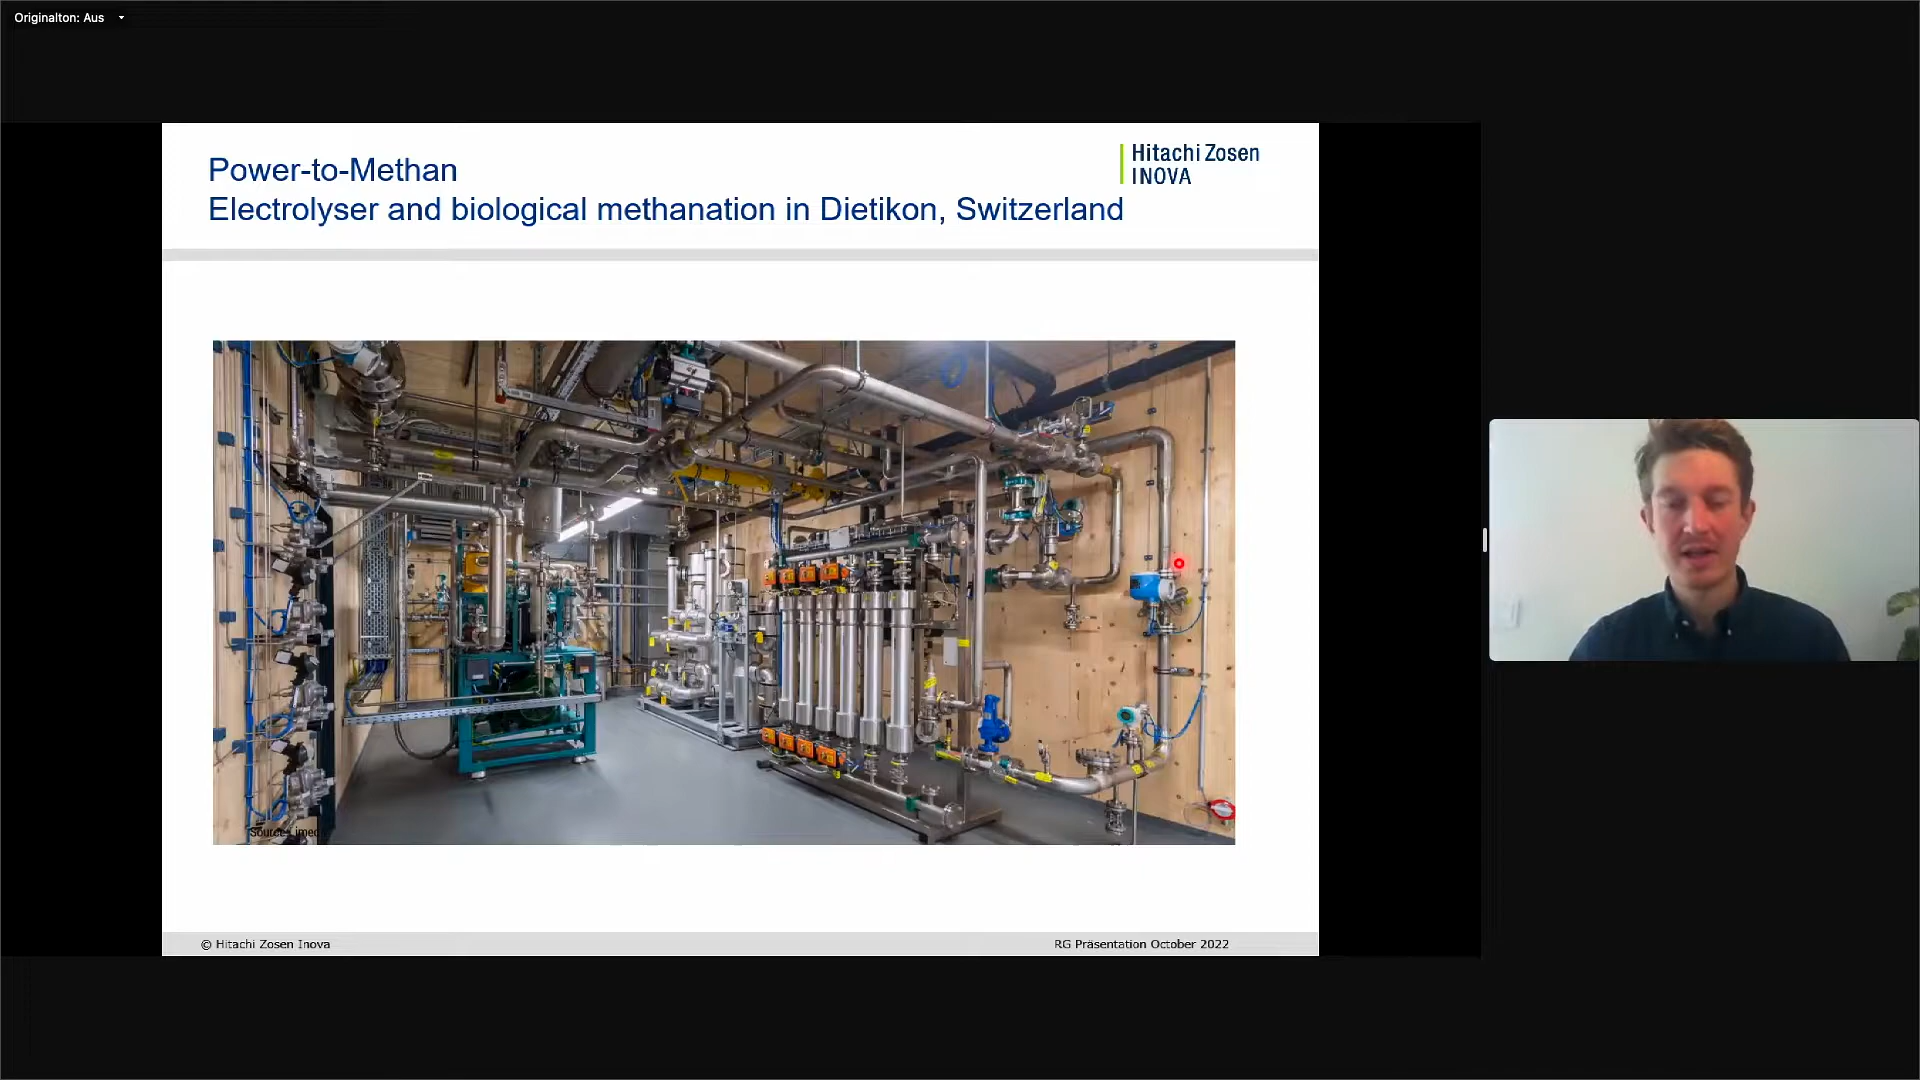 Originalton: Aus
Power-to-Methan
Electrolyser and biological methanation in Dietikon, Switzerland
Hitachi Zosen
INOVA
© Hitachi Zosen Inova
RG Präsentation October 2022